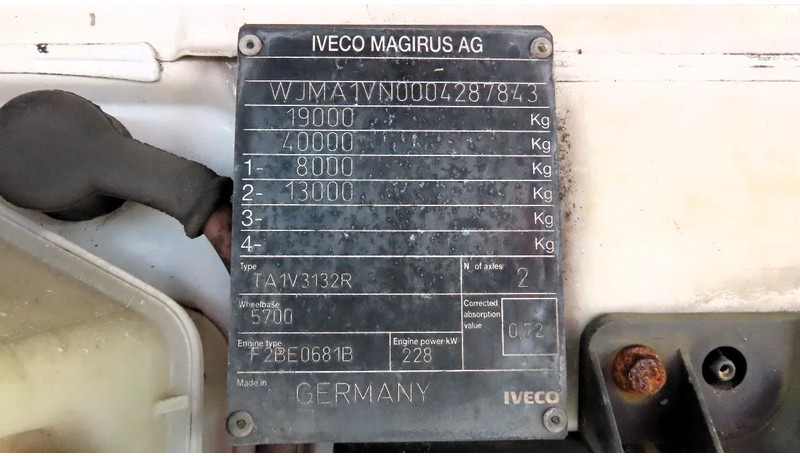 IVECO MAGIRUS AG
WJMA1VN0004287843
19000 Kg
40000 Kg
1- 8000 Kg
2- 13000 Kg
3- Kg
4- Kg
Type TA1V3132R
N of axles 2
Wheelbase 5700
Corrected absorption value 0,72
Engine type F2BE0681B
Engine power kW 228
Made in GERMANY
IVECO